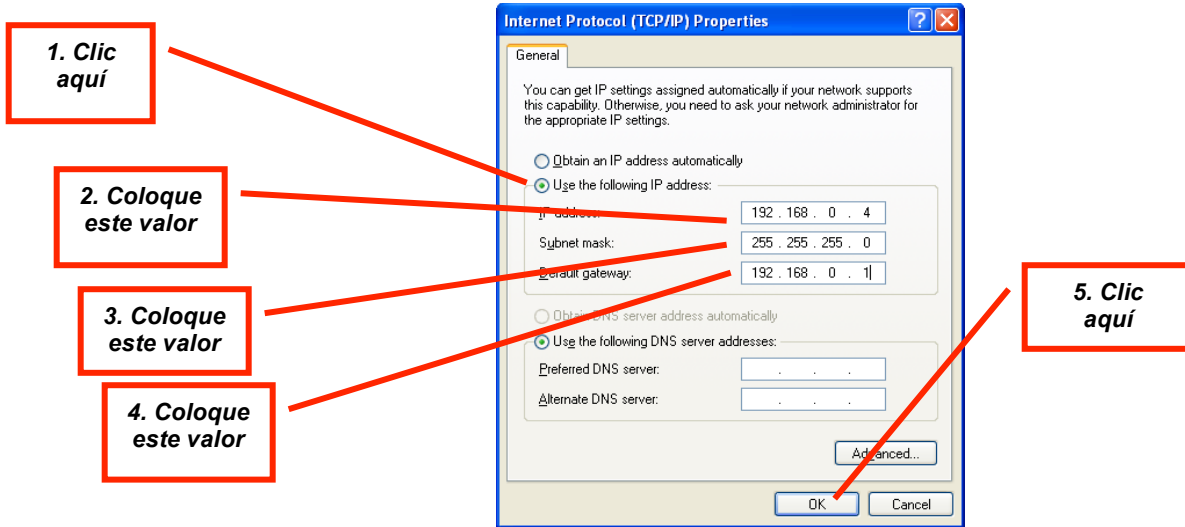 1. Clic
aquí
2. Coloque
este valor
3. Coloque
este valor
4. Coloque
este valor
5. Clic
aquí
Internet Protocol (TCP/IP) Properties
General
You can get IP settings assigned automatically if your network supports
this capability. Otherwise, you need to ask your network administrator for
the appropriate IP settings.
Obtain an IP address automatically
Use the following IP address:
IP address: 192 . 168 . 0 . 4
Subnet mask: 255 . 255 . 255 . 0
Default gateway: 192 . 168 . 0 . 1
Obtain DNS server address automatically
Use the following DNS server addresses:
Preferred DNS server: . . .
Alternate DNS server: . . .
Advanced...
OK Cancel